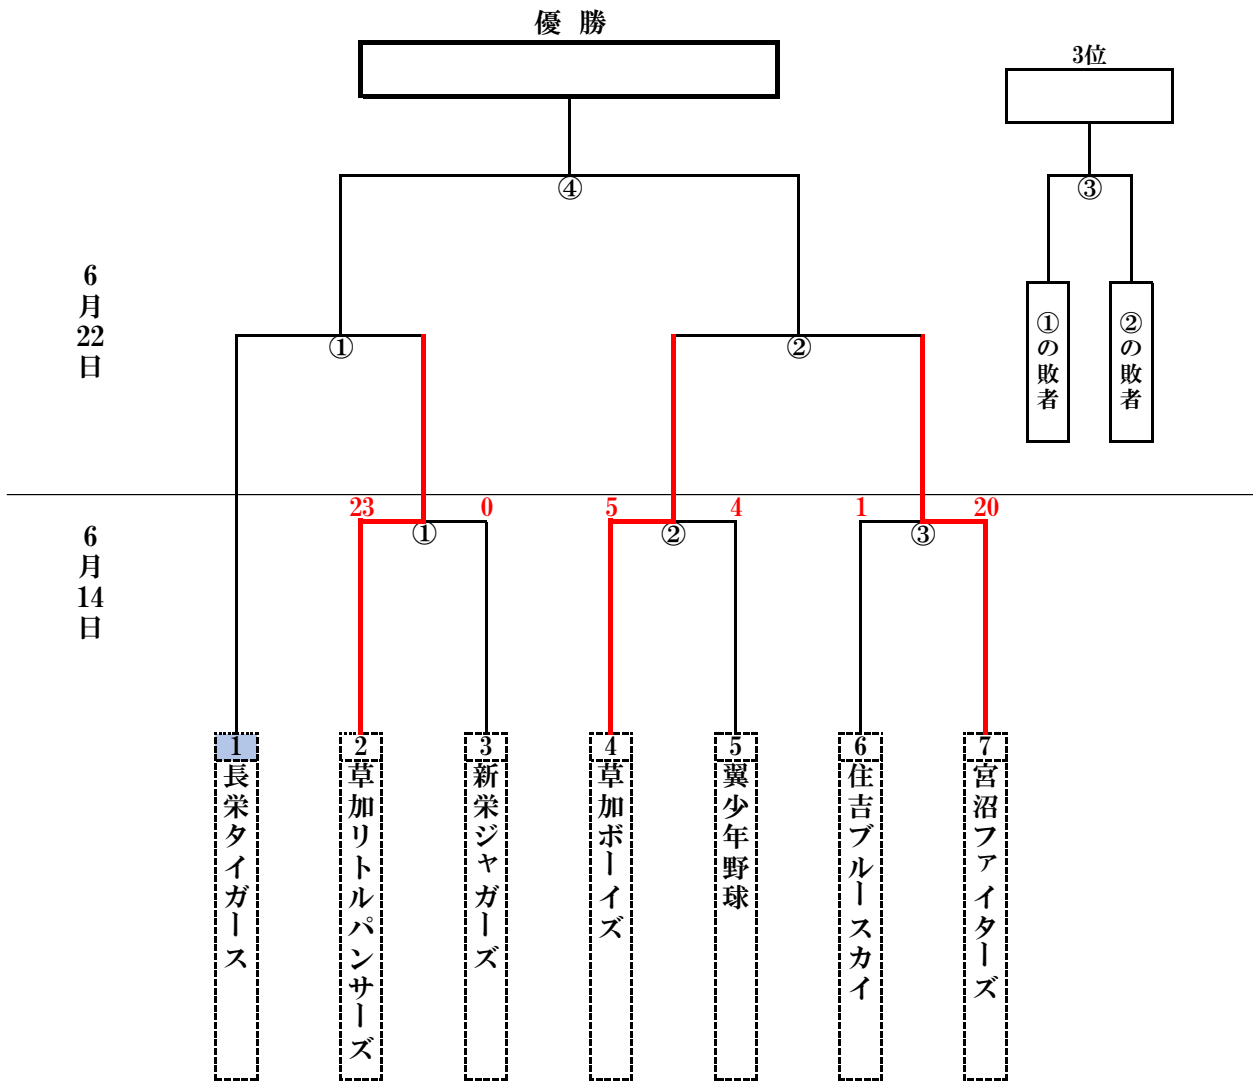 優勝
3位
④
③
6月22日
①
②
①の敗者
②の敗者
23
0
5
4
1
20
①
②
③
6月14日
1
2
3
4
5
6
7
長栄タイガース
草加リトルパンサーズ
新栄ジャガーズ
草加ボーイズ
翼少年野球
住吉ブルースカイ
宮沼ファイターズ